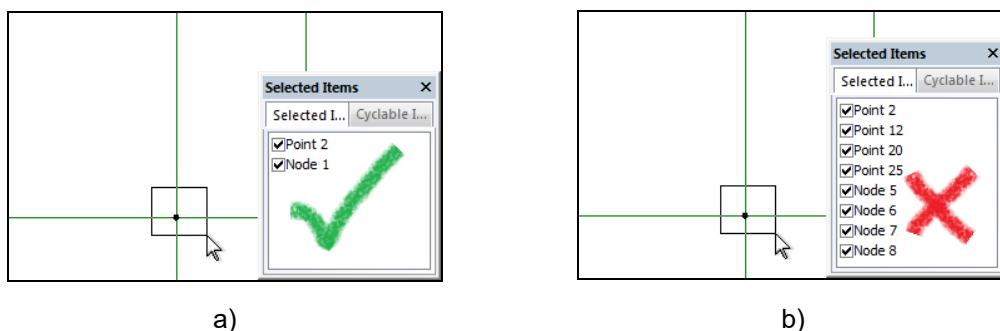 Selected Items
Selected I... Cyclable I...
Point 2
Node 1
a)
Selected Items
Selected I... Cyclable I...
Point 2
Point 12
Point 20
Point 25
Node 5
Node 6
Node 7
Node 8
b)